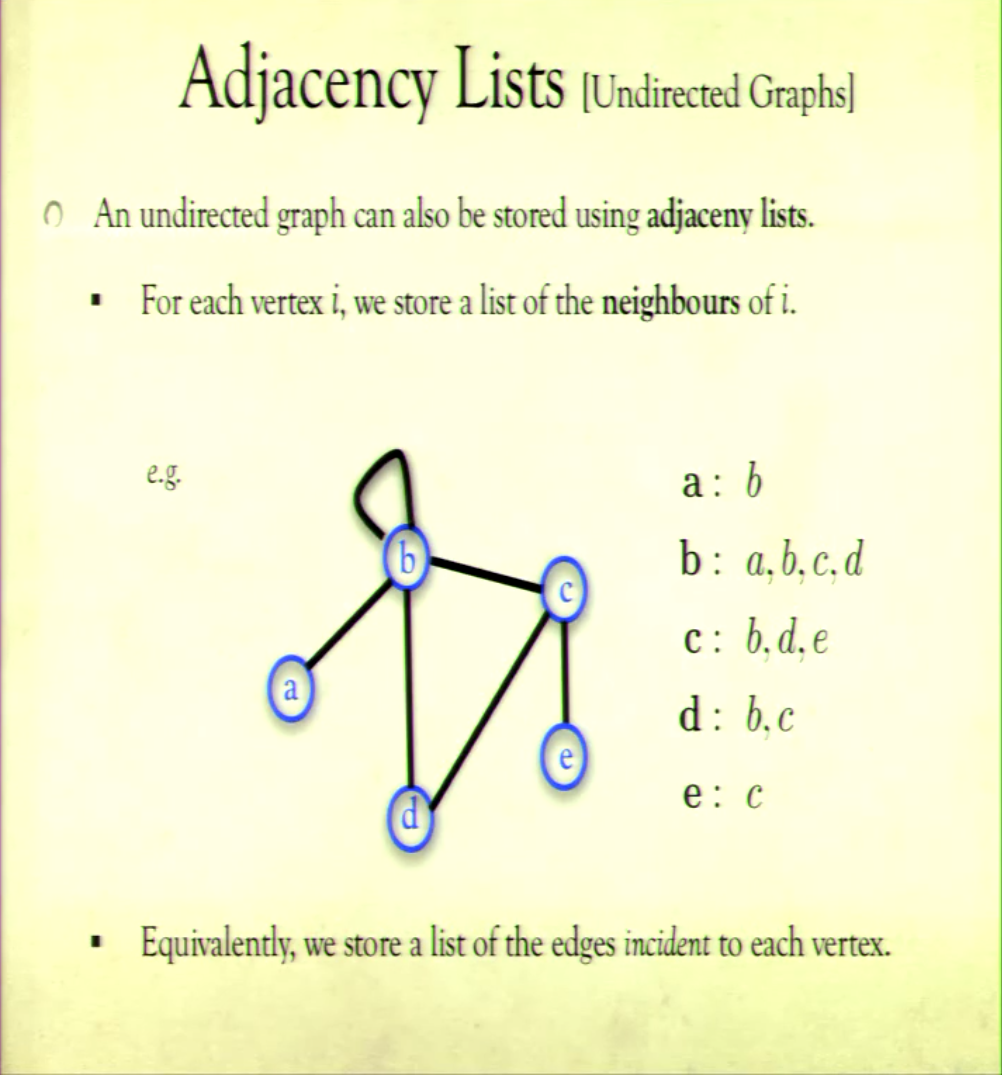 Adjacency Lists [Undirected Graphs]
An undirected graph can also be stored using adjaceny lists.
▪ For each vertex i, we store a list of the neighbours of i.
e.g.
a : b
b : a, b, c, d
c : b, d, e
d : b, c
e : c
b
c
a
e
d
▪ Equivalently, we store a list of the edges incident to each vertex.